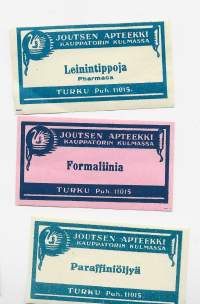 JOUTSEN APTEEKKI
KAUPPATORIN KULMASSA
Leinintippoja
Pharmaca
TURKU Puh. 11015.
JOUTSEN APTEEKKI
KAUPPATORIN KULMASSA
Formaliinia
TURKU Puh. 11015
JOUTSEN APTEEKKI
KAUPPATORIN KULMASSA
Paraffiniöljyä
TURKU Puh. 11015